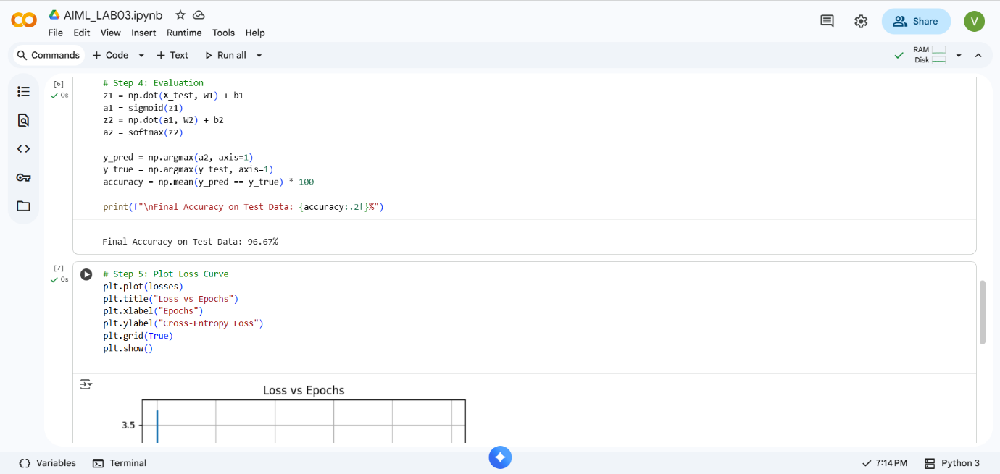 AIML_LAB03.ipynb
File Edit View Insert Runtime Tools Help
Share
V
Commands + Code + Text Run all
RAM
Disk
[6]
0s
# Step 4: Evaluation
z1 = np.dot(X_test, W1) + b1
a1 = sigmoid(z1)
z2 = np.dot(a1, W2) + b2
a2 = softmax(z2)
y_pred = np.argmax(a2, axis=1)
y_true = np.argmax(y_test, axis=1)
accuracy = np.mean(y_pred == y_true) * 100
print(f"\nFinal Accuracy on Test Data: {accuracy:.2f}%")
Final Accuracy on Test Data: 96.67%
[7]
0s
# Step 5: Plot Loss Curve
plt.plot(losses)
plt.title("Loss vs Epochs")
plt.xlabel("Epochs")
plt.ylabel("Cross-Entropy Loss")
plt.grid(True)
plt.show()
Loss vs Epochs
3.5
Variables Terminal
7:14 PM Python 3